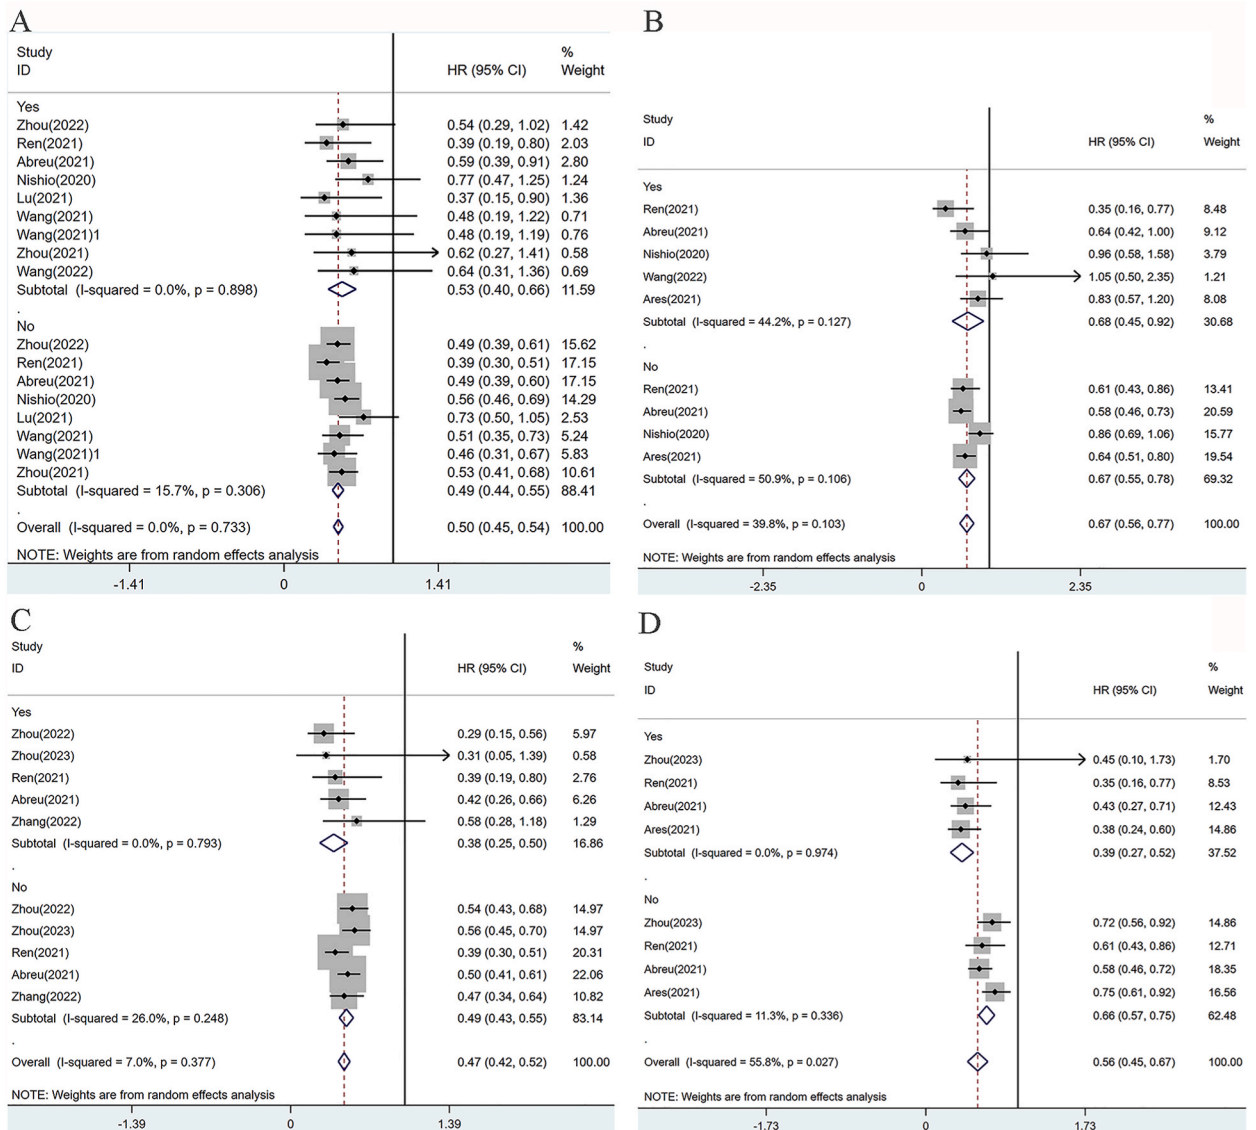 A
Study %
ID HR (95% CI) Weight
Yes
Zhou(2022) 0.54 (0.29, 1.02) 1.42
Ren(2021) 0.39 (0.19, 0.80) 2.03
Abreu(2021) 0.59 (0.39, 0.91) 2.80
Nishio(2020) 0.77 (0.47, 1.25) 1.24
Lu(2021) 0.37 (0.15, 0.90) 1.36
Wang(2021) 0.48 (0.19, 1.22) 0.71
Wang(2021)1 0.48 (0.19, 1.19) 0.76
Zhou(2021) 0.62 (0.27, 1.41) 0.58
Wang(2022) 0.64 (0.31, 1.36) 0.69
Subtotal (I-squared = 0.0%, p = 0.898) 0.53 (0.40, 0.66) 11.59
.
No
Zhou(2022) 0.49 (0.39, 0.61) 15.62
Ren(2021) 0.39 (0.30, 0.51) 17.15
Abreu(2021) 0.49 (0.39, 0.60) 17.15
Nishio(2020) 0.56 (0.46, 0.69) 14.29
Lu(2021) 0.73 (0.50, 1.05) 2.53
Wang(2021) 0.51 (0.35, 0.73) 5.24
Wang(2021)1 0.46 (0.31, 0.67) 5.83
Zhou(2021) 0.53 (0.41, 0.68) 10.61
Subtotal (I-squared = 15.7%, p = 0.306) 0.49 (0.44, 0.55) 88.41
.
Overall (I-squared = 0.0%, p = 0.733) 0.50 (0.45, 0.54) 100.00
NOTE: Weights are from random effects analysis
-1.41 0 1.41
B
Study %
ID HR (95% CI) Weight
Yes
Ren(2021) 0.35 (0.16, 0.77) 8.48
Abreu(2021) 0.64 (0.42, 1.00) 9.12
Nishio(2020) 0.96 (0.58, 1.58) 3.79
Wang(2022) 1.05 (0.50, 2.35) 1.21
Ares(2021) 0.83 (0.57, 1.20) 8.08
Subtotal (I-squared = 44.2%, p = 0.127) 0.68 (0.45, 0.92) 30.68
.
No
Ren(2021) 0.61 (0.43, 0.86) 13.41
Abreu(2021) 0.58 (0.46, 0.73) 20.59
Nishio(2020) 0.86 (0.69, 1.06) 15.77
Ares(2021) 0.64 (0.51, 0.80) 19.54
Subtotal (I-squared = 50.9%, p = 0.106) 0.67 (0.55, 0.78) 69.32
.
Overall (I-squared = 39.8%, p = 0.103) 0.67 (0.56, 0.77) 100.00
NOTE: Weights are from random effects analysis
-2.35 0 2.35
C
Study %
ID HR (95% CI) Weight
Yes
Zhou(2022) 0.29 (0.15, 0.56) 5.97
Zhou(2023) 0.31 (0.05, 1.39) 0.58
Ren(2021) 0.39 (0.19, 0.80) 2.76
Abreu(2021) 0.42 (0.26, 0.66) 6.26
Zhang(2022) 0.58 (0.28, 1.18) 1.29
Subtotal (I-squared = 0.0%, p = 0.793) 0.38 (0.25, 0.50) 16.86
.
No
Zhou(2022) 0.54 (0.43, 0.68) 14.97
Zhou(2023) 0.56 (0.45, 0.70) 14.97
Ren(2021) 0.39 (0.30, 0.51) 20.31
Abreu(2021) 0.50 (0.41, 0.61) 22.06
Zhang(2022) 0.47 (0.34, 0.64) 10.82
Subtotal (I-squared = 26.0%, p = 0.248) 0.49 (0.43, 0.55) 83.14
.
Overall (I-squared = 7.0%, p = 0.377) 0.47 (0.42, 0.52) 100.00
NOTE: Weights are from random effects analysis
-1.39 0 1.39
D
Study %
ID HR (95% CI) Weight
Yes
Zhou(2023) 0.45 (0.10, 1.73) 1.70
Ren(2021) 0.35 (0.16, 0.77) 8.53
Abreu(2021) 0.43 (0.27, 0.71) 12.43
Ares(2021) 0.38 (0.24, 0.60) 14.86
Subtotal (I-squared = 0.0%, p = 0.974) 0.39 (0.27, 0.52) 37.52
.
No
Zhou(2023) 0.72 (0.56, 0.92) 14.86
Ren(2021) 0.61 (0.43, 0.86) 12.71
Abreu(2021) 0.58 (0.46, 0.72) 18.35
Ares(2021) 0.75 (0.61, 0.92) 16.56
Subtotal (I-squared = 11.3%, p = 0.336) 0.66 (0.57, 0.75) 62.48
.
Overall (I-squared = 55.8%, p = 0.027) 0.56 (0.45, 0.67) 100.00
NOTE: Weights are from random effects analysis
-1.73 0 1.73